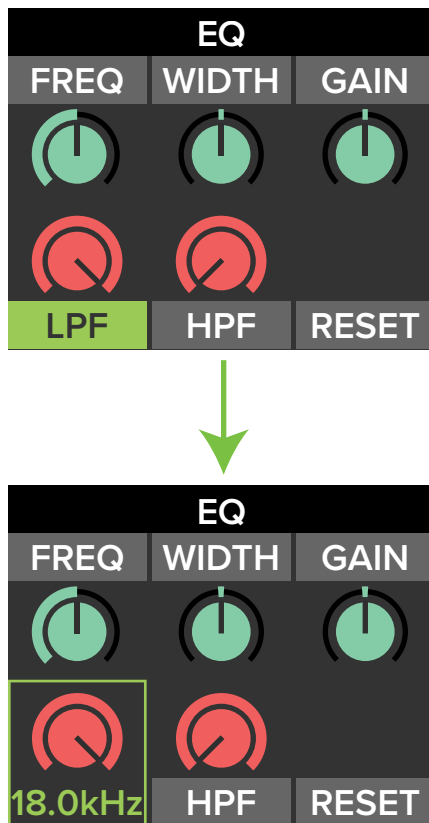 EQ
FREQ WIDTH GAIN
LPF HPF RESET
EQ
FREQ WIDTH GAIN
18.0kHz HPF RESET